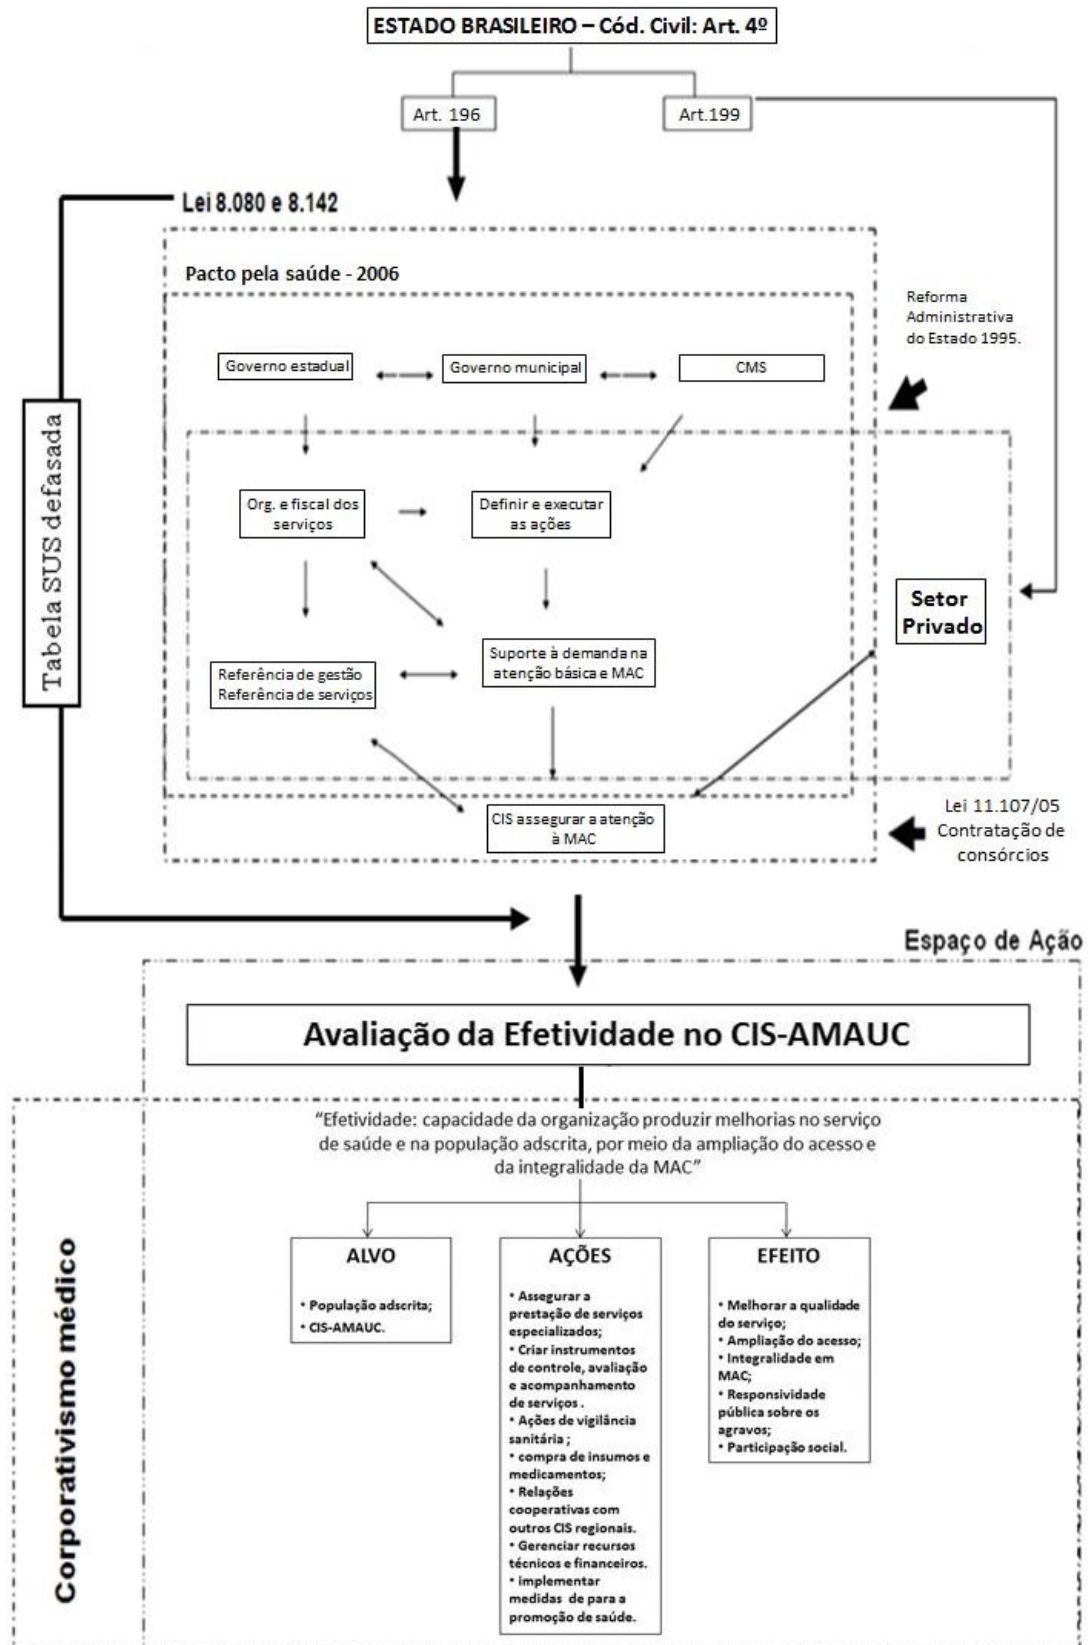 ESTADO BRASILEIRO – Cód. Civil: Art. 4º
Art. 196
Art.199
Lei 8.080 e 8.142
Pacto pela saúde - 2006
Reforma
Administrativa
do Estado 1995.
Governo estadual
Governo municipal
CMS
Tabela SUS defasada
Org. e fiscal dos
serviços
Definir e executar
as ações
Setor
Privado
Referência de gestão
Referência de serviços
Suporte à demanda na
atenção básica e MAC
CIS assegurar a atenção
à MAC
Lei 11.107/05
Contratação de
consórcios
Espaço de Ação
Avaliação da Efetividade no CIS-AMAUC
“Efetividade: capacidade da organização produzir melhorias no serviço
de saúde e na população adscrita, por meio da ampliação do acesso e
da integralidade da MAC”
Corporativismo médico
ALVO
• População adscrita;
• CIS-AMAUC.
AÇÕES
• Assegurar a
prestação de serviços
especializados;
• Criar instrumentos
de controle, avaliação
e acompanhamento
de serviços .
• Ações de vigilância
sanitária ;
• compra de insumos e
medicamentos;
• Relações
cooperativas com
outros CIS regionais.
• Gerenciar recursos
técnicos e financeiros.
• implementar
medidas de para a
promoção de saúde.
EFEITO
• Melhorar a qualidade
do serviço;
• Ampliação do acesso;
• Integralidade em
MAC;
• Responsividade
pública sobre os
agravos;
• Participação social.